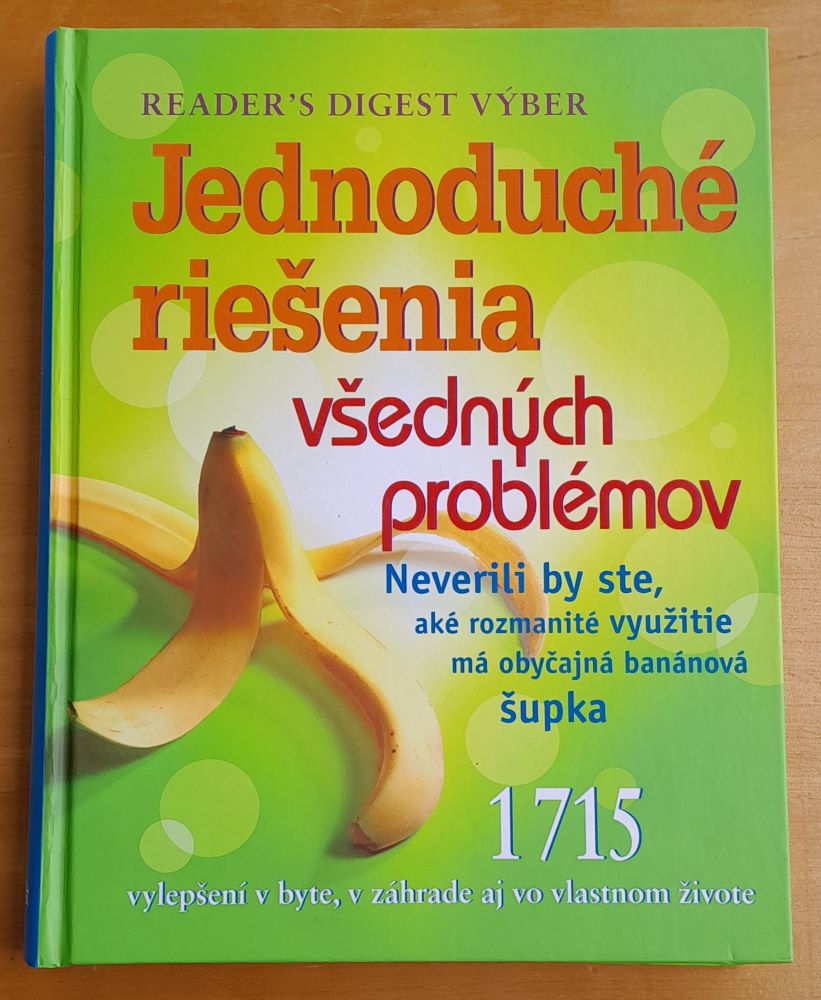 READER'S DIGEST VÝBER
Jednoduché
riešenia
všedných
problémov
Neverili by ste,
aké rozmanité využitie
má obyčajná banánová
šupka
1715
vylepšení v byte, v záhrade aj vo vlastnom živote